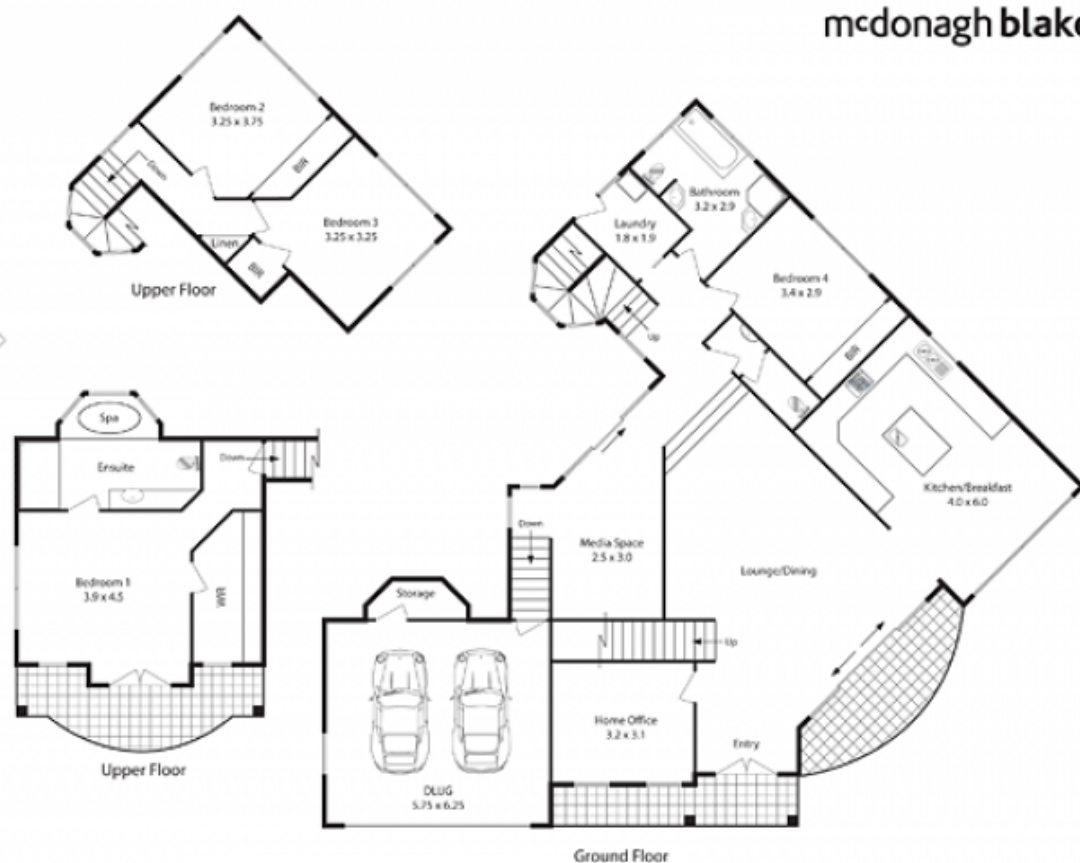 mcdonagh blake
Bedroom 2
3.25 x 3.75
Down
BIR
Bedroom 3
3.25 x 3.25
Linen
BIR
Upper Floor
Bathroom
3.2 x 2.9
Laundry
1.8 x 1.9
Bedroom 4
3.4 x 2.9
Up
BIR
Kitchen/Breakfast
4.0 x 6.0
Spa
Ensuite
Down
Bedroom 1
3.9 x 4.5
WIR
Upper Floor
Down
Media Space
2.5 x 3.0
Lounge/Dining
Storage
Up
Home Office
3.2 x 3.1
Entry
DLUG
5.75 x 6.25
Ground Floor